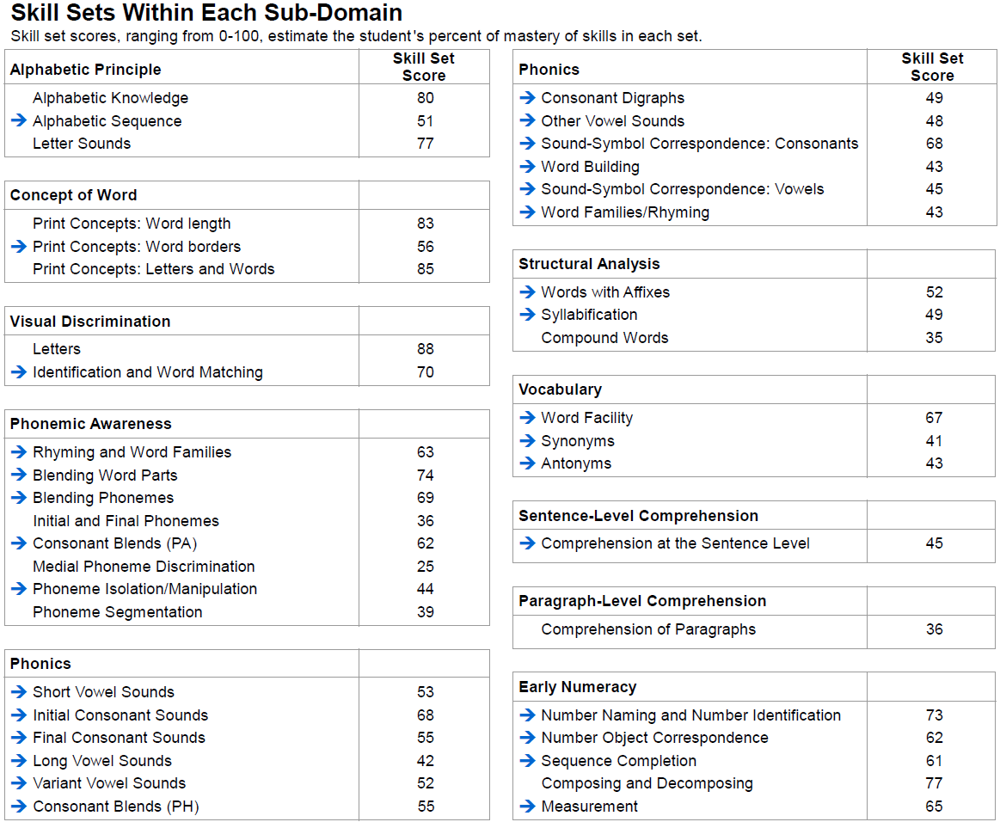 Skill Sets Within Each Sub-Domain
Skill set scores, ranging from 0-100, estimate the student's percent of mastery of skills in each set.
Alphabetic Principle Skill Set Score
Alphabetic Knowledge 80
→ Alphabetic Sequence 51
Letter Sounds 77
Concept of Word
Print Concepts: Word length 83
→ Print Concepts: Word borders 56
Print Concepts: Letters and Words 85
Visual Discrimination
Letters 88
→ Identification and Word Matching 70
Phonemic Awareness
→ Rhyming and Word Families 63
→ Blending Word Parts 74
→ Blending Phonemes 69
Initial and Final Phonemes 36
→ Consonant Blends (PA) 62
Medial Phoneme Discrimination 25
→ Phoneme Isolation/Manipulation 44
Phoneme Segmentation 39
Phonics
→ Short Vowel Sounds 53
→ Initial Consonant Sounds 68
→ Final Consonant Sounds 55
→ Long Vowel Sounds 42
→ Variant Vowel Sounds 52
→ Consonant Blends (PH) 55
Phonics Skill Set Score
→ Consonant Digraphs 49
→ Other Vowel Sounds 48
→ Sound-Symbol Correspondence: Consonants 68
→ Word Building 43
→ Sound-Symbol Correspondence: Vowels 45
→ Word Families/Rhyming 43
Structural Analysis
→ Words with Affixes 52
→ Syllabification 49
Compound Words 35
Vocabulary
→ Word Facility 67
→ Synonyms 41
→ Antonyms 43
Sentence-Level Comprehension
→ Comprehension at the Sentence Level 45
Paragraph-Level Comprehension
Comprehension of Paragraphs 36
Early Numeracy
→ Number Naming and Number Identification 73
→ Number Object Correspondence 62
→ Sequence Completion 61
Composing and Decomposing 77
→ Measurement 65